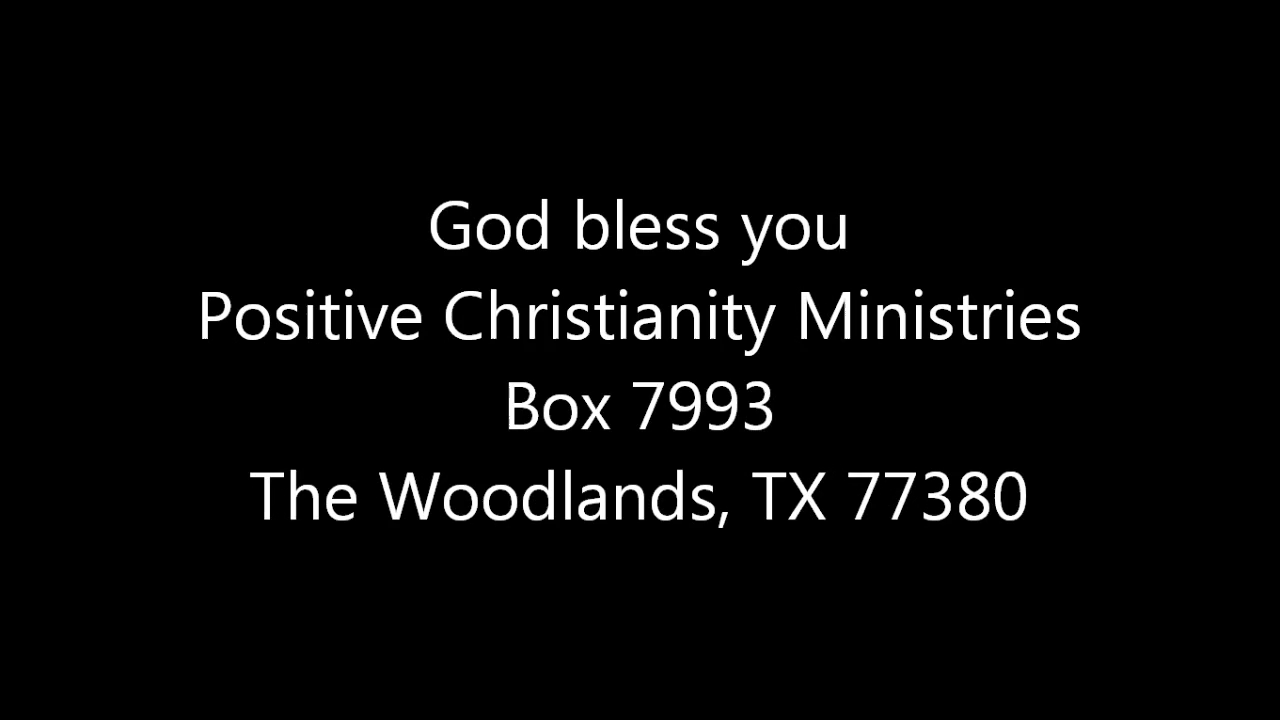 God bless you
Positive Christianity Ministries
Box 7993
The Woodlands, TX 77380